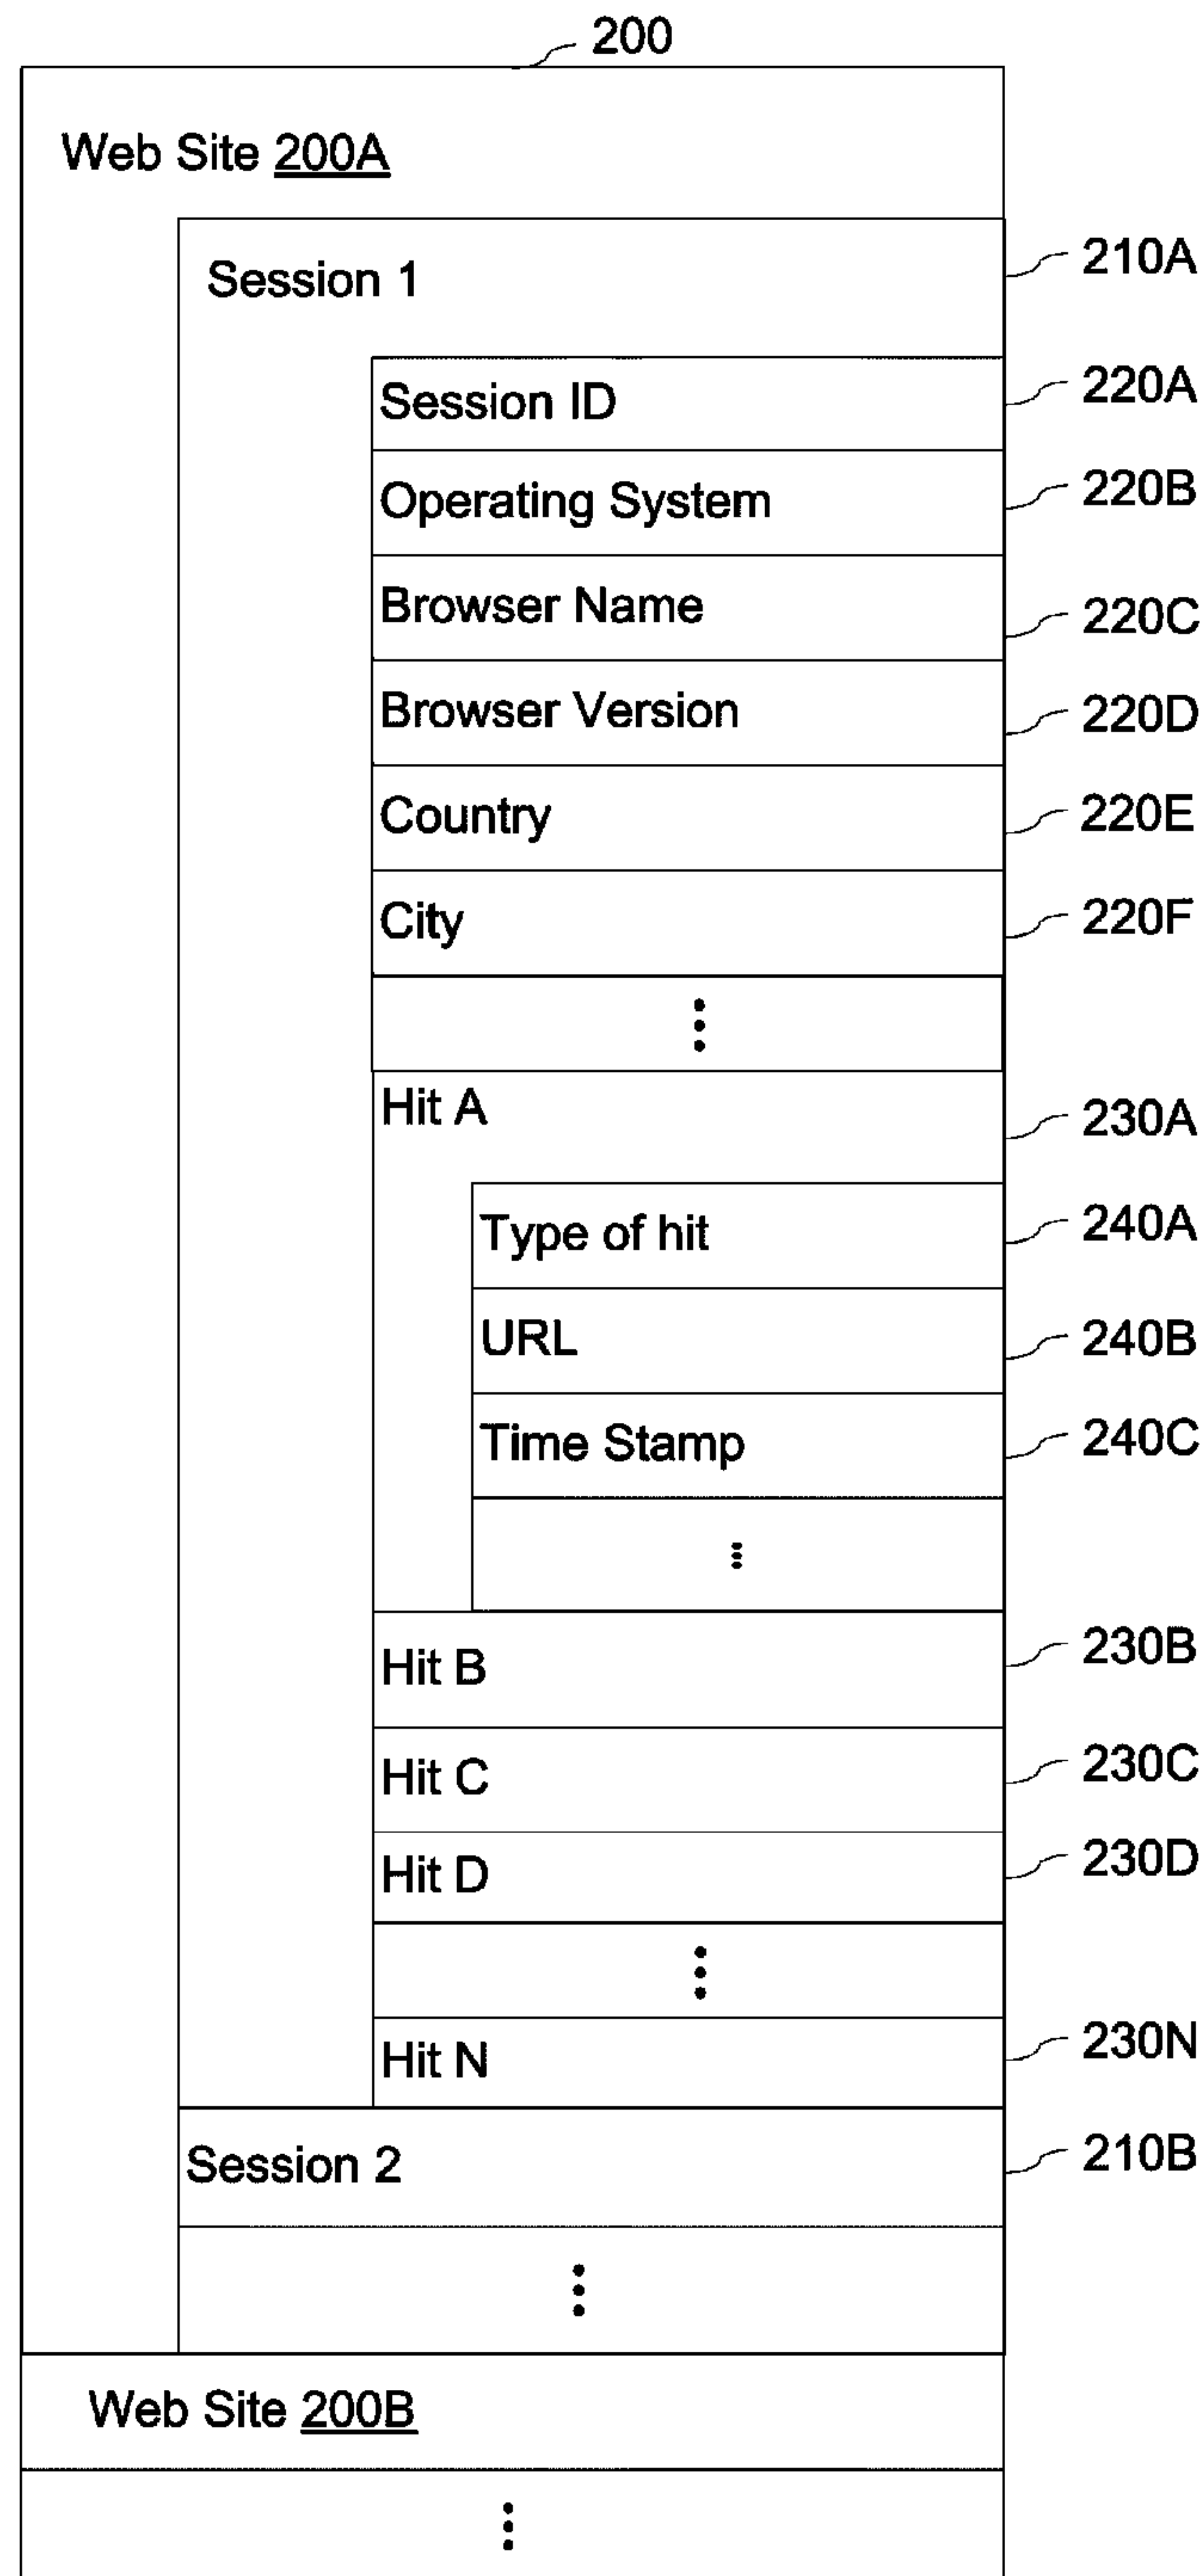 200
Web Site 200A
Session 1 210A
Session ID 220A
Operating System 220B
Browser Name 220C
Browser Version 220D
Country 220E
City 220F
Hit A 230A
Type of hit 240A
URL 240B
Time Stamp 240C
Hit B 230B
Hit C 230C
Hit D 230D
Hit N 230N
Session 2 210B
Web Site 200B